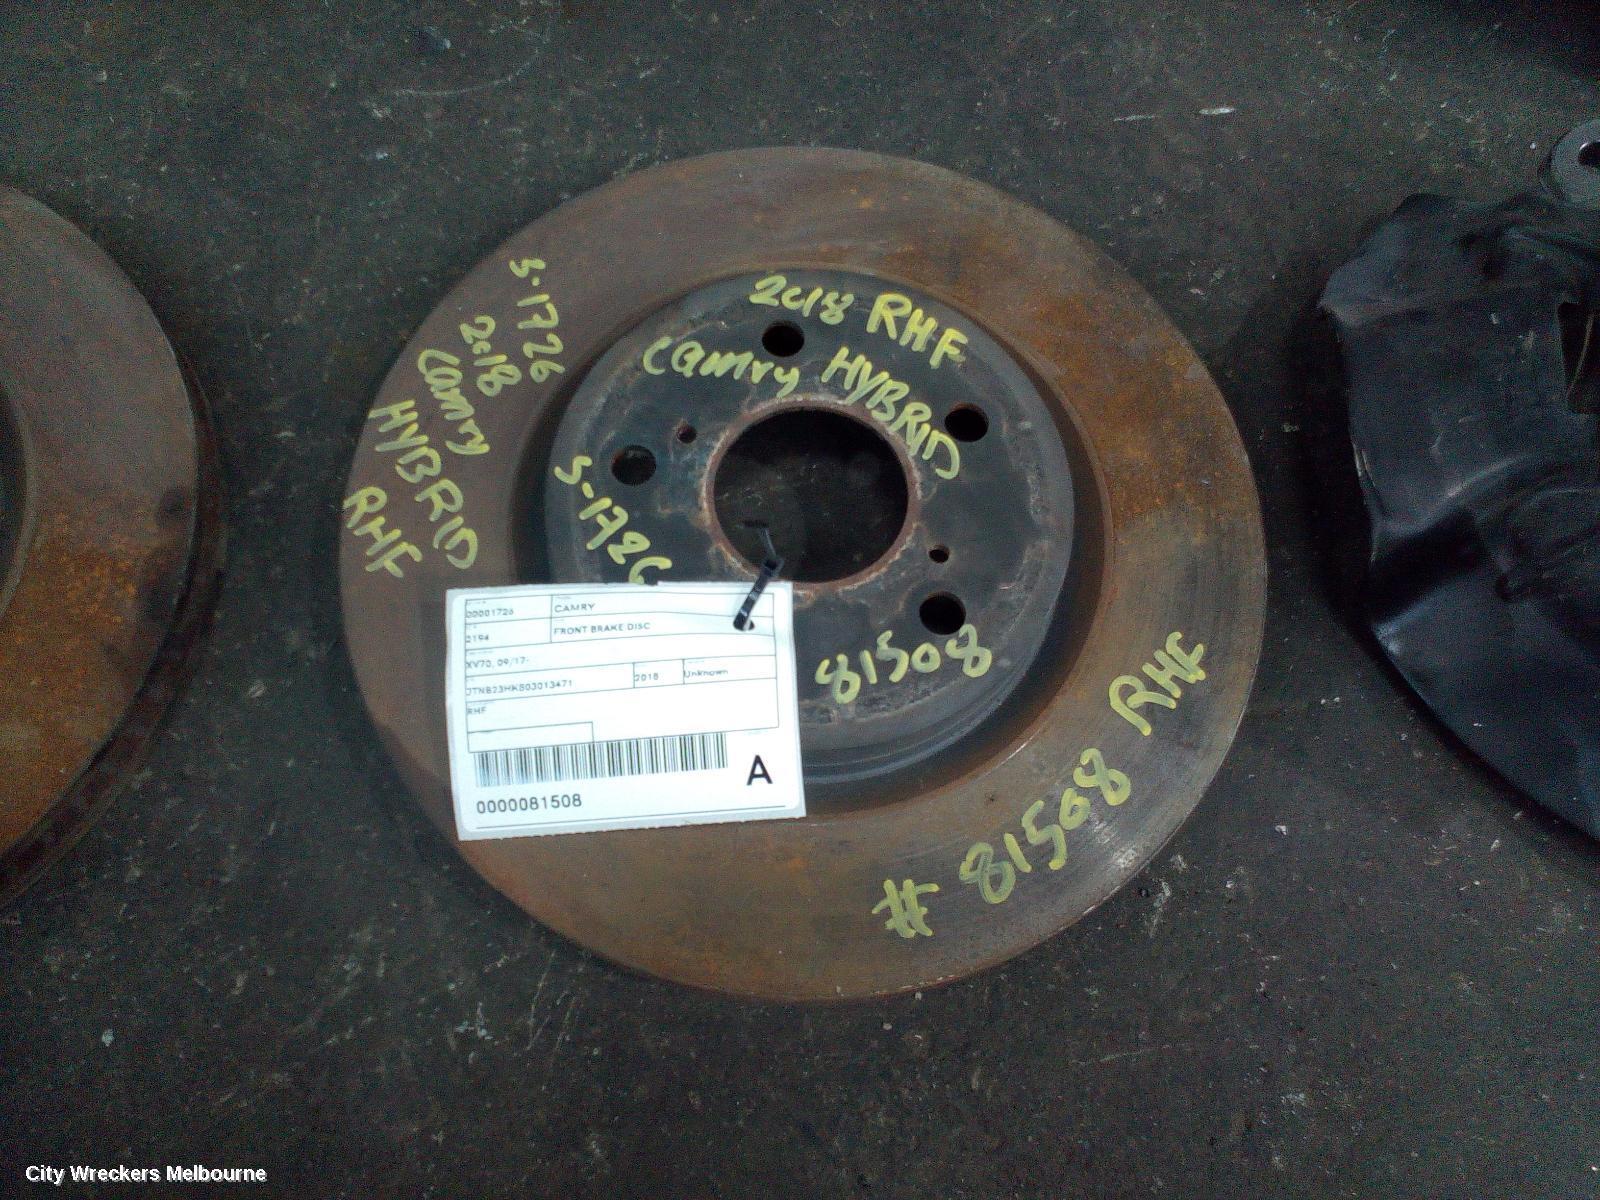 S-1726
2018
Camry
HYBRID
RHF
2018 RHF
Camry HYBRID
S-1726
81508
# 81508 RHF
00001726
CAMRY
2194
FRONT BRAKE DISC
XV70, 09/17-
JTNB23HK803013471
2018
Unknown
RHF
A
0000081508
City Wreckers Melbourne